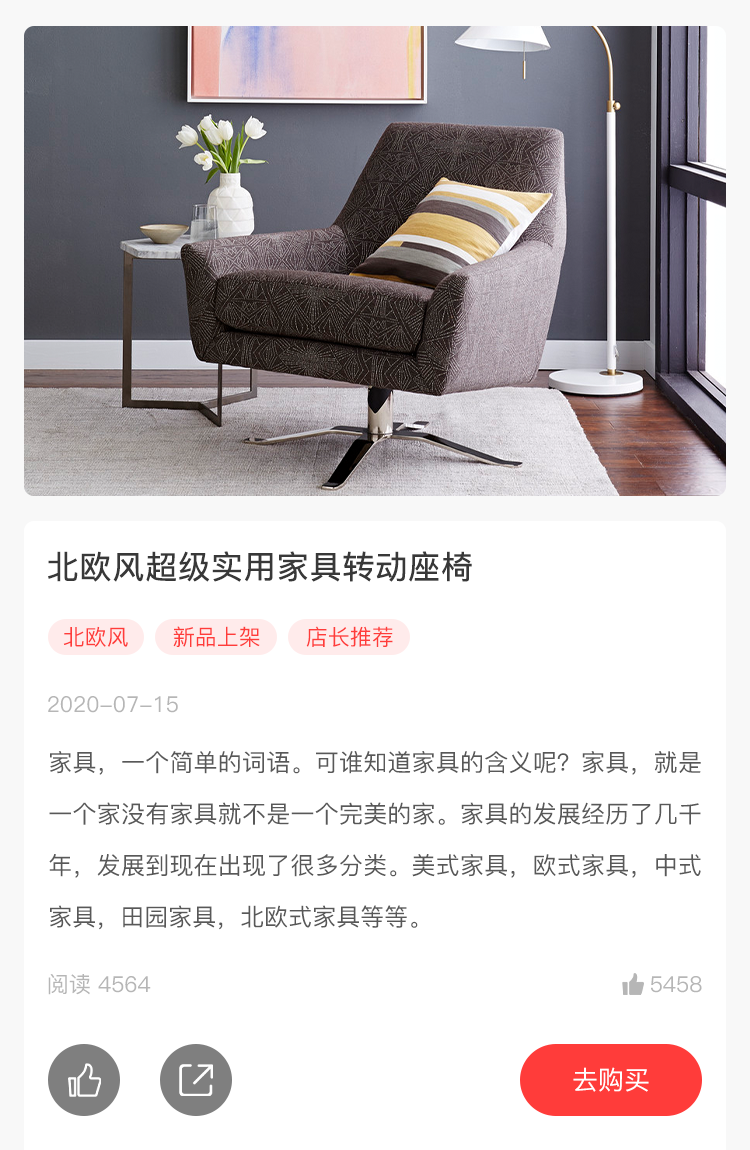 北欧风超级实用家具转动座椅
北欧风 新品上架 店长推荐
2020-07-15
家具，一个简单的词语。可谁知道家具的含义呢？家具，就是
一个家没有家具就不是一个完美的家。家具的发展经历了几千
年，发展到现在出现了很多分类。美式家具，欧式家具，中式
家具，田园家具，北欧式家具等等。
阅读 4564 5458
去购买